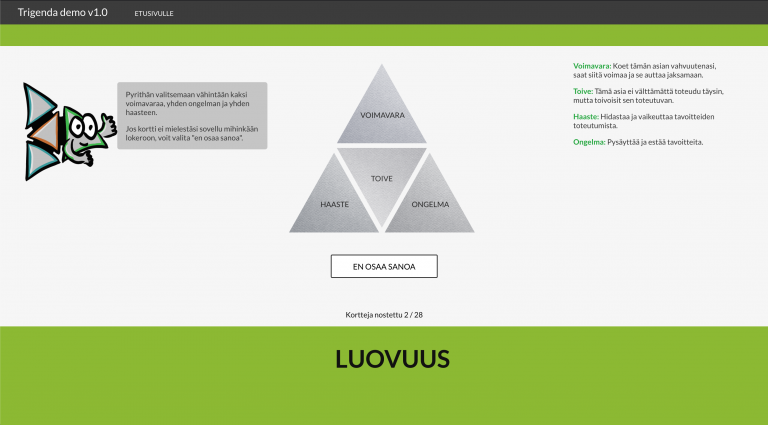 Trigenda demo v1.0
ETUSIVULLE
Pyrithän valitsemaan vähintään kaksi
voimavaraa, yhden ongelman ja yhden
haasteen.
Jos kortti ei mielestäsi sovellu mihinkään
lokeroon, voit valita "en osaa sanoa".
VOIMAVARA
TOIVE
HAASTE
ONGELMA
Voimavara: Koet tämän asian vahvuutenasi,
saat siitä voimaa ja se auttaa jaksamaan.
Toive: Tämä asia ei välttämättä toteudu täysin,
mutta toivoisit sen toteutuvan.
Haaste: Hidastaa ja vaikeuttaa tavoitteiden
toteutumista.
Ongelma: Pysäyttää ja estää tavoitteita.
EN OSAA SANOA
Kortteja nostettu 2 / 28
LUOVUUS